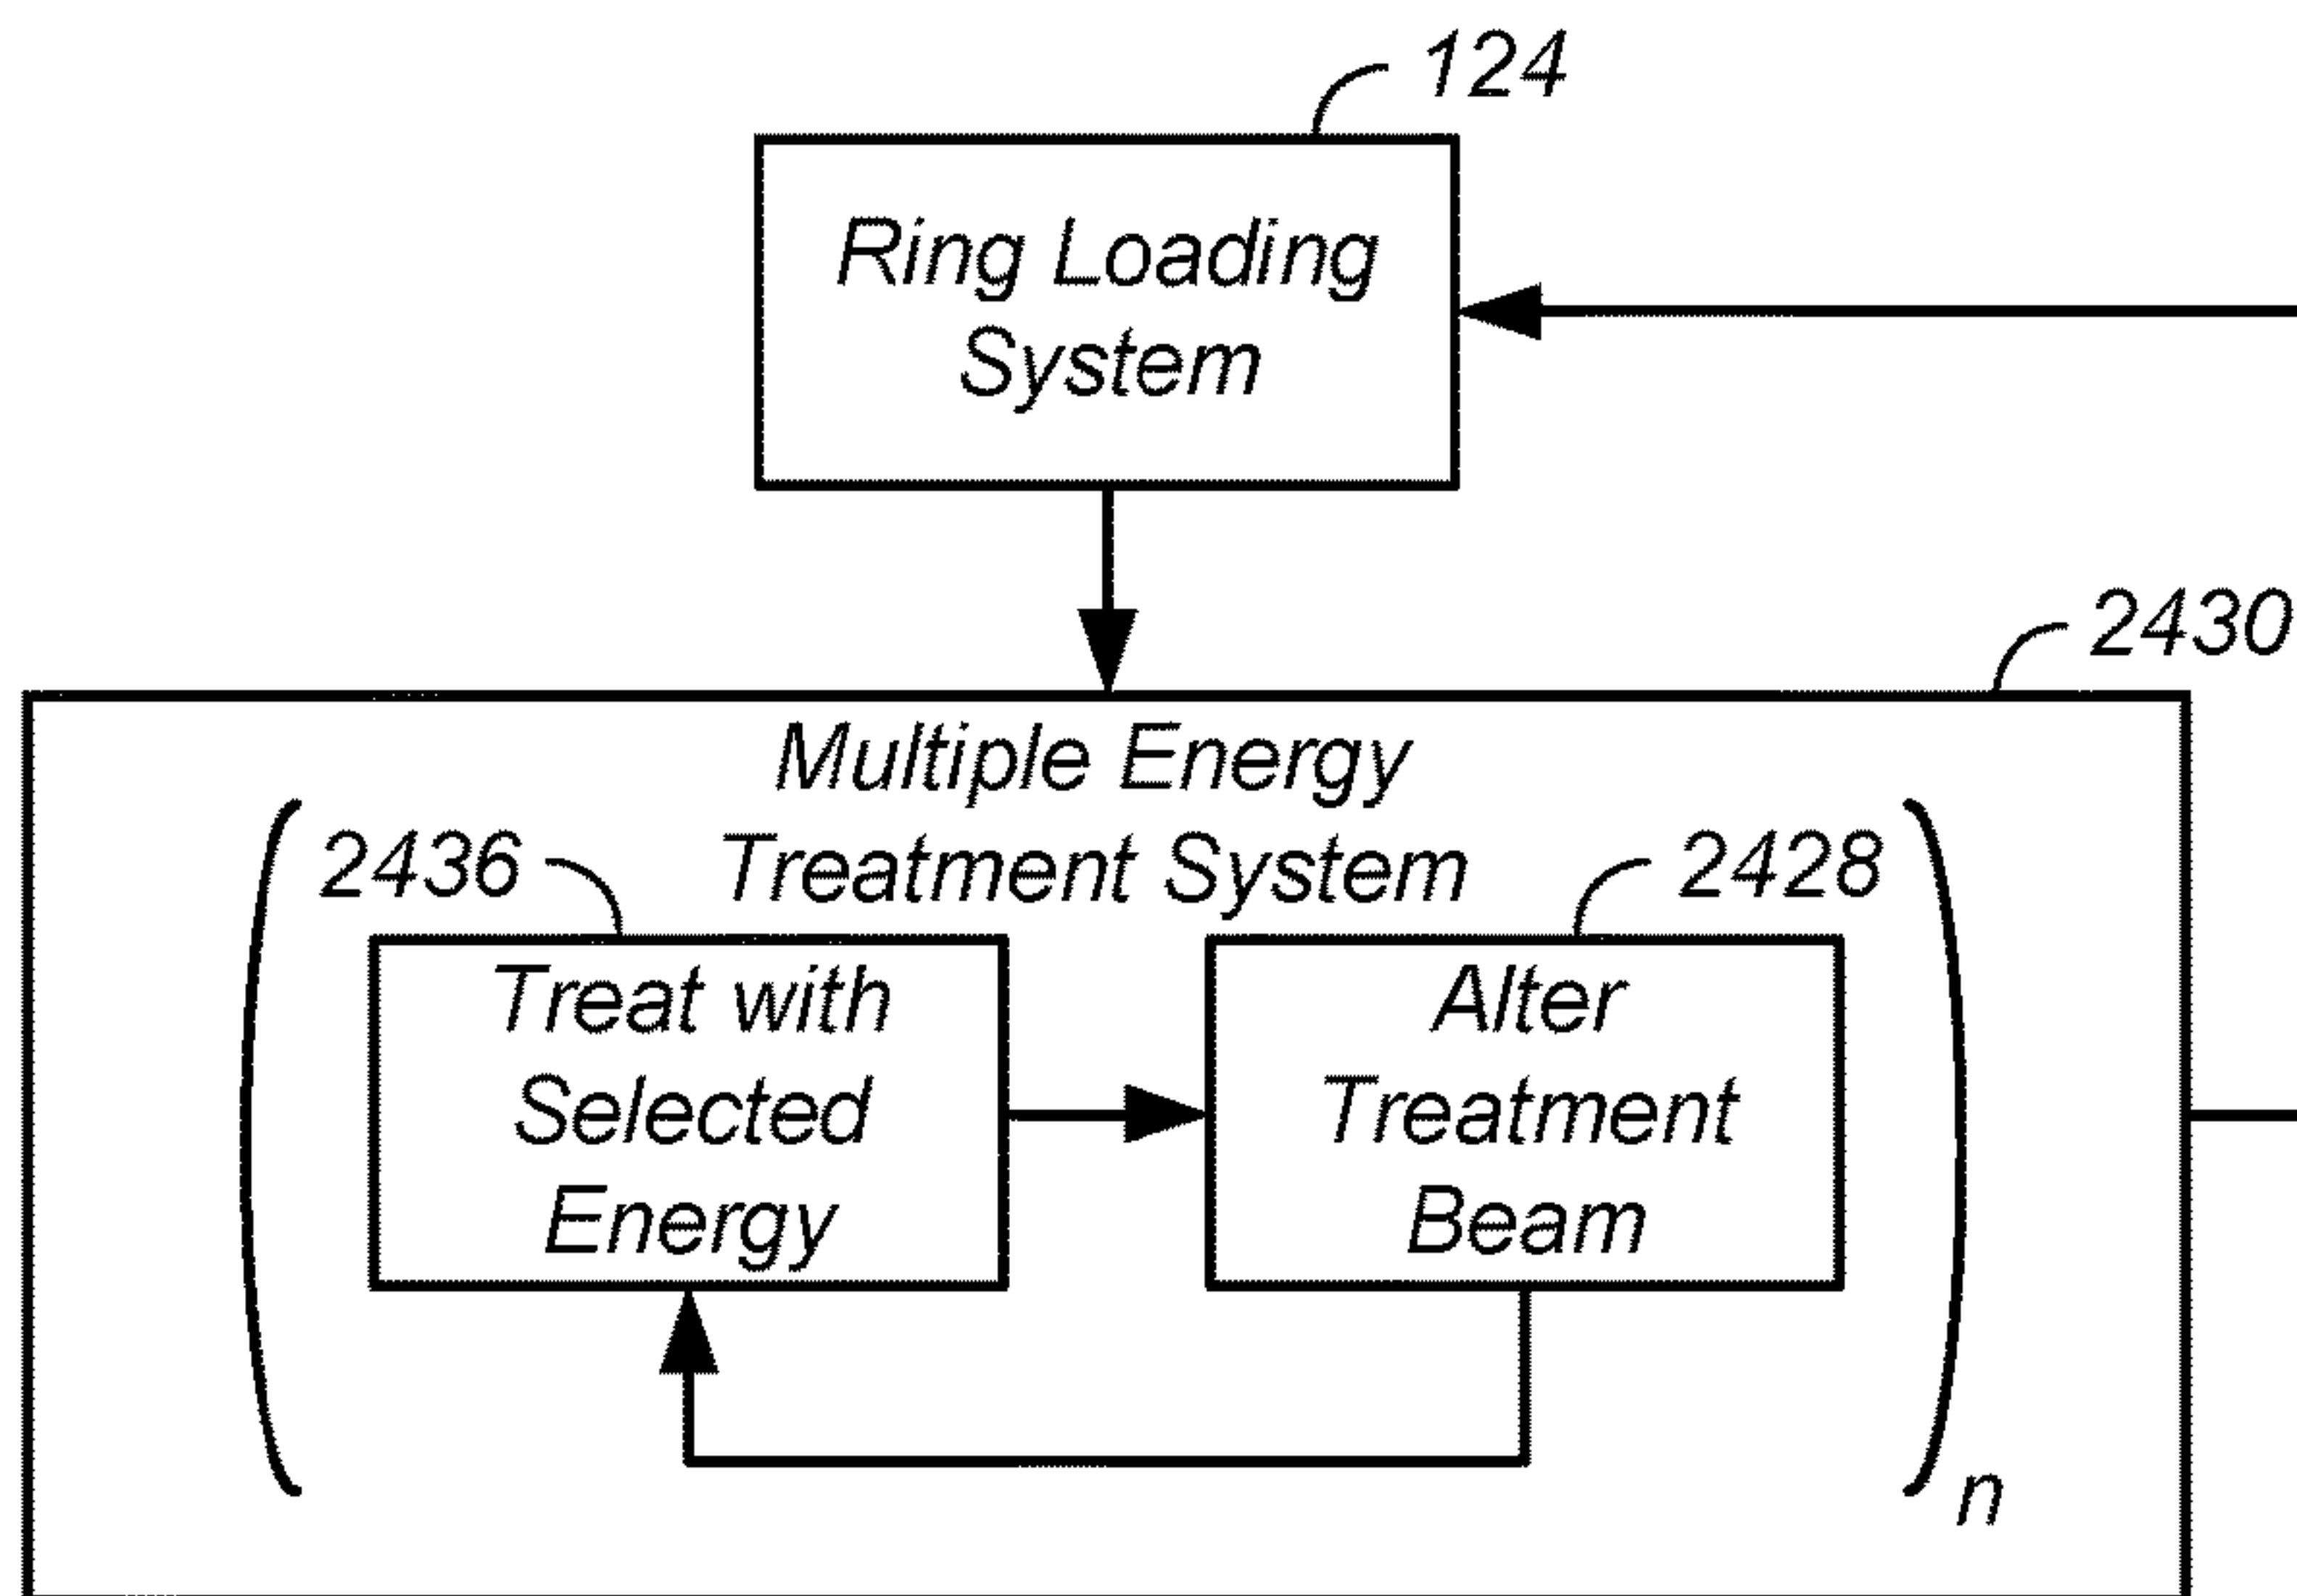 124
Ring Loading
System
2430
Multiple Energy
Treatment System
2436
2428
Treat with
Selected
Energy
Alter
Treatment
Beam
n